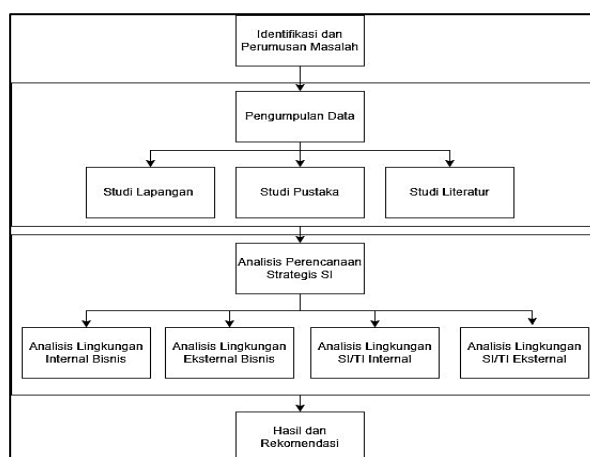 Identifikasi dan
Perumusan Masalah
Pengumpulan Data
Studi Lapangan
Studi Pustaka
Studi Literatur
Analisis Perencanaan
Strategis SI
Analisis Lingkungan
Internal Bisnis
Analisis Lingkungan
Eksternal Bisnis
Analisis Lingkungan
SI/TI Internal
Analisis Lingkungan
SI/TI Eksternal
Hasil dan
Rekomendasi